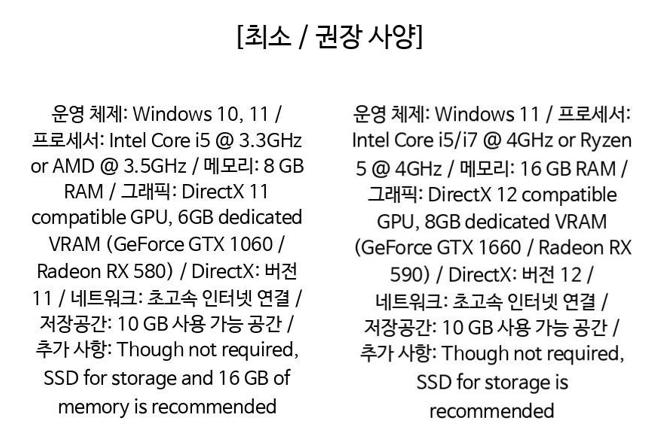 [최소 / 권장 사양]
운영 체제: Windows 10, 11 /
프로세서: Intel Core i5 @ 3.3GHz
or AMD @ 3.5GHz / 메모리: 8 GB
RAM / 그래픽: DirectX 11
compatible GPU, 6GB dedicated
VRAM (GeForce GTX 1060 /
Radeon RX 580) / DirectX: 버전
11 / 네트워크: 초고속 인터넷 연결 /
저장공간: 10 GB 사용 가능 공간 /
추가 사항: Though not required,
SSD for storage and 16 GB of
memory is recommended
운영 체제: Windows 11 / 프로세서:
Intel Core i5/i7 @ 4GHz or Ryzen
5 @ 4GHz / 메모리: 16 GB RAM /
그래픽: DirectX 12 compatible
GPU, 8GB dedicated VRAM
(GeForce GTX 1660 / Radeon RX
590) / DirectX: 버전 12 /
네트워크: 초고속 인터넷 연결 /
저장공간: 10 GB 사용 가능 공간 /
추가 사항: Though not required,
SSD for storage is
recommended